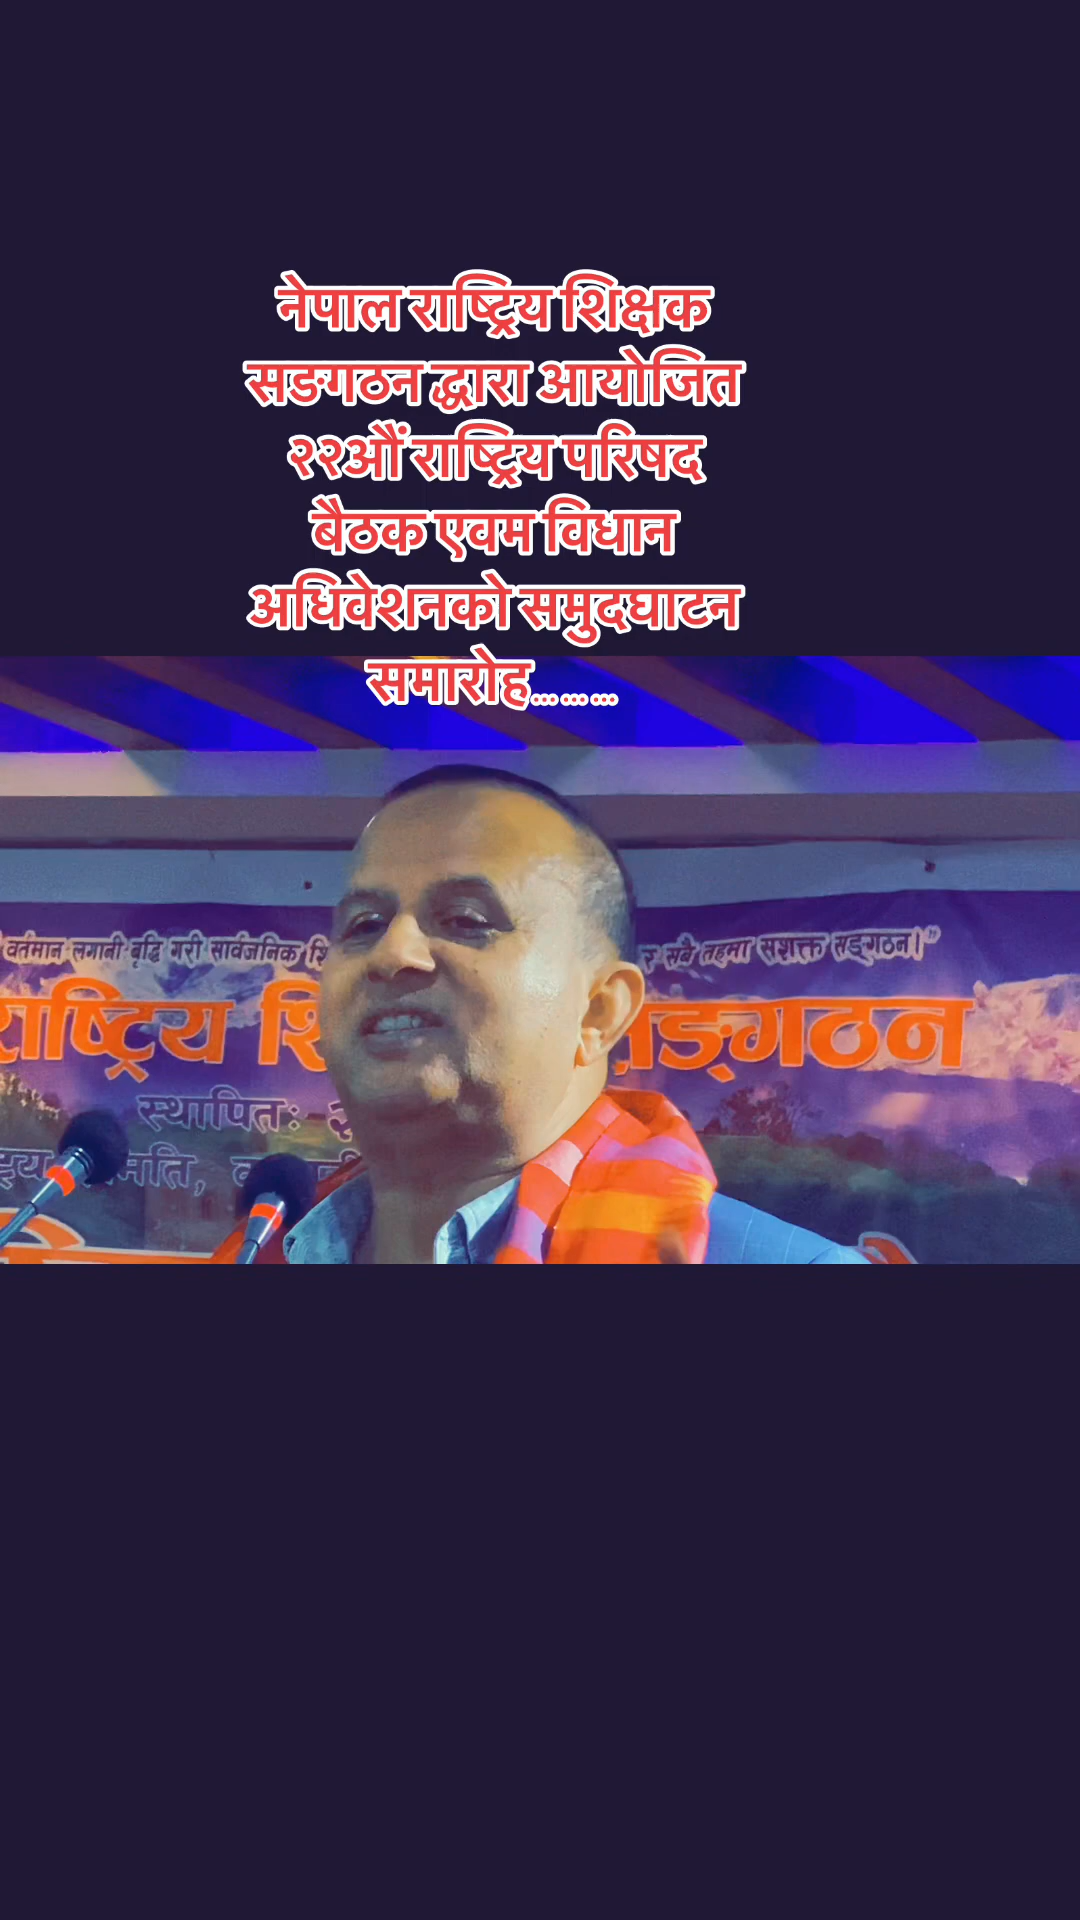 नेपाल राष्ट्रिय शिक्षक
सङगठन द्धारा आयोजित
२२औं राष्ट्रिय परिषद
बैठक एवम विधान
अधिवेशनको समुदघाटन
समारोह.........
वर्तमान लगानी बृद्धि गरी सार्वजनिक सबै तहमा सशक्त सङ्गठन।"
राष्ट्रिय सङ्गठन
स्थापितः